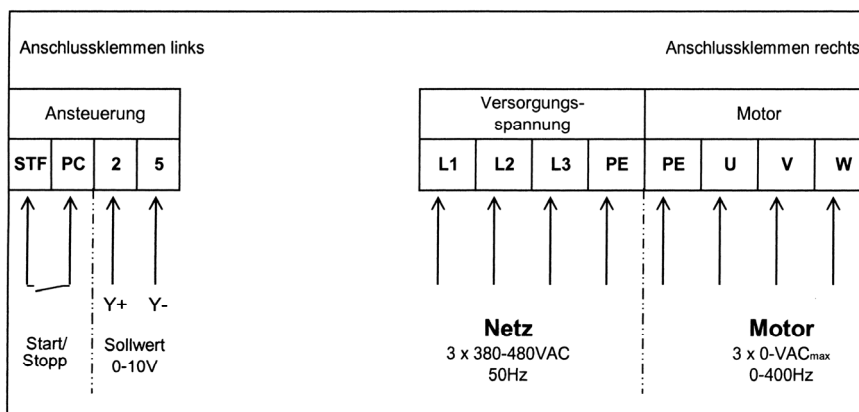 Anschlussklemmen links
Anschlussklemmen rechts
Ansteuerung
Versorgungs-
spannung
Motor
STF PC 2 5
L1 L2 L3 PE PE U V W
Y+ Y-
Start/
Stopp
Sollwert
0-10V
Netz
3 x 380-480VAC
50Hz
Motor
3 x 0-VACmax
0-400Hz